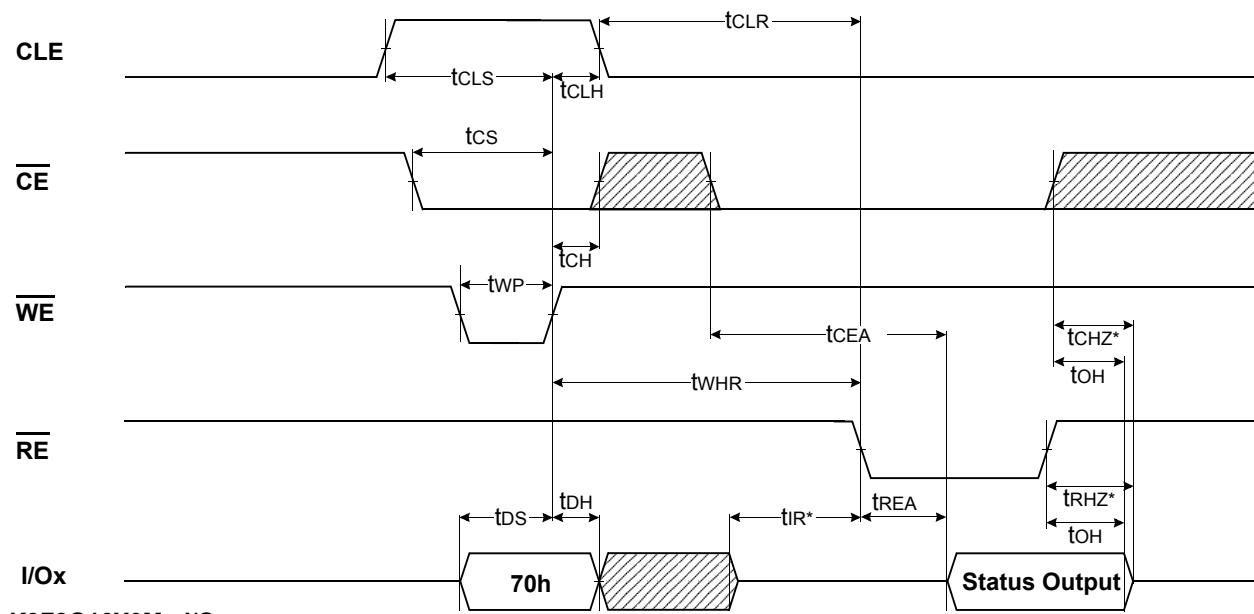 CLE
tCLR
tCLS
tCLH
tCS
CE
tCH
tWP
WE
tCEA
tCHZ*
tOH
tWHR
RE
tRHZ*
tDS
tDH
tIR*
tREA
tOH
I/Ox
70h
Status Output